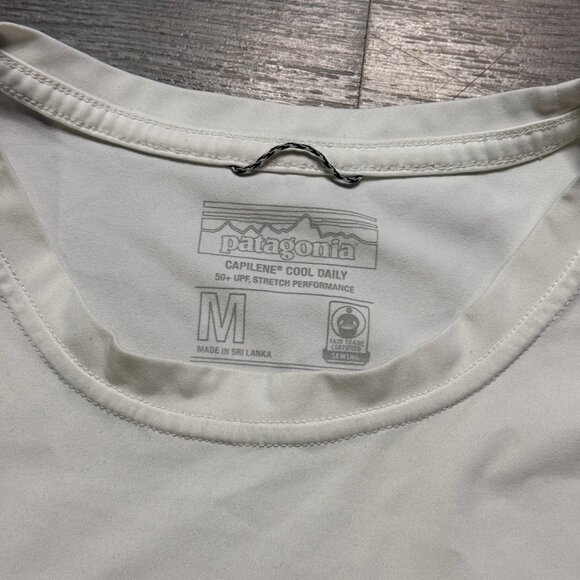 patagonia
CAPILENE® COOL DAILY
50+ UPF, STRETCH PERFORMANCE
M
MADE IN SRI LANKA
FAIR TRADE
CERTIFIED
SEWING